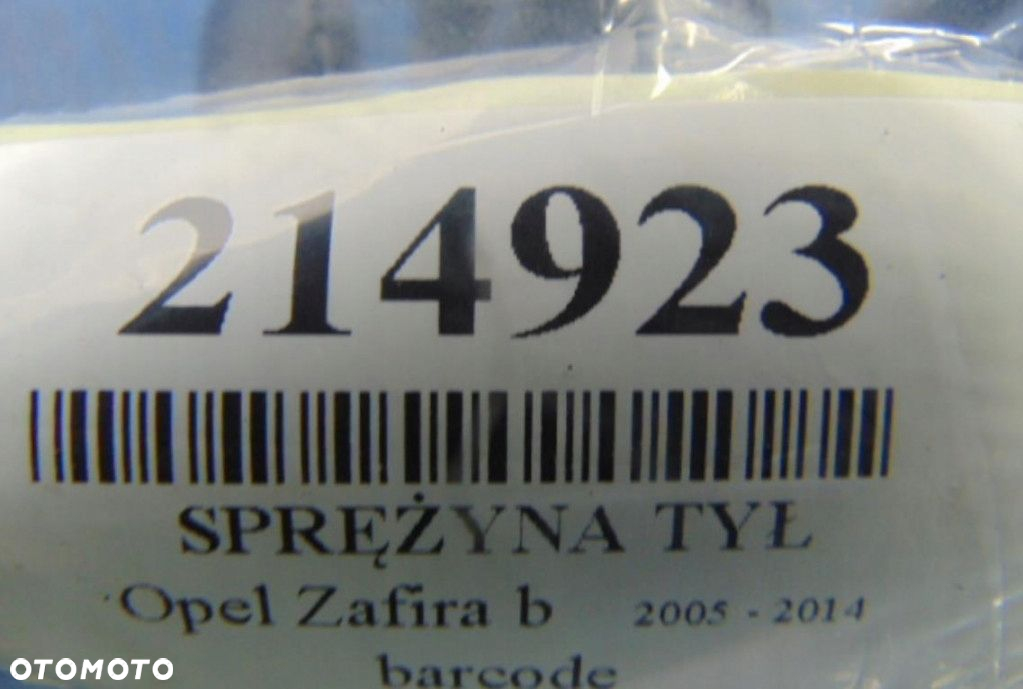 214923
SPRĘŻYNA TYŁ
Opel Zafira b 2005 - 2014
barcode
OTOMOTO